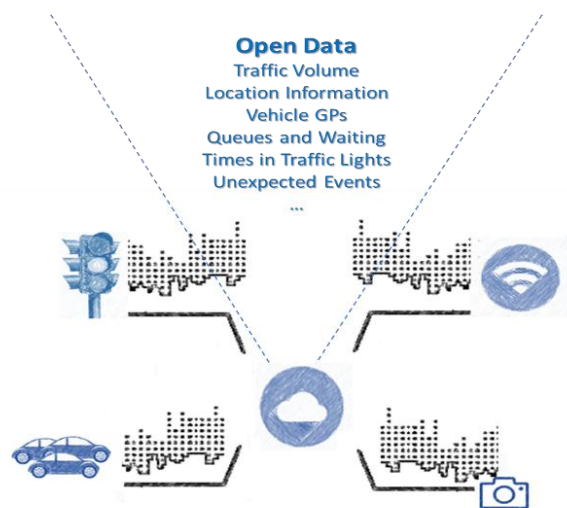 Open Data
Traffic Volume
Location Information
Vehicle GPs
Queues and Waiting
Times in Traffic Lights
Unexpected Events
...